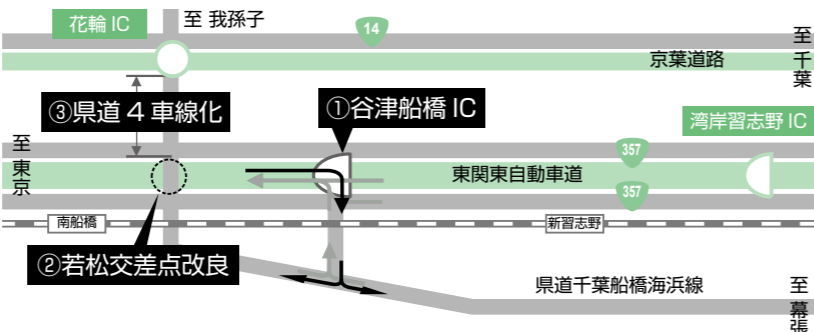 花輪 IC
至 我孫子
14
京葉道路
至千葉
③県道 4 車線化
①谷津船橋 IC
湾岸習志野 IC
至東京
357
東関東自動車道
357
南船橋
新習志野
②若松交差点改良
県道千葉船橋海浜線
至幕張